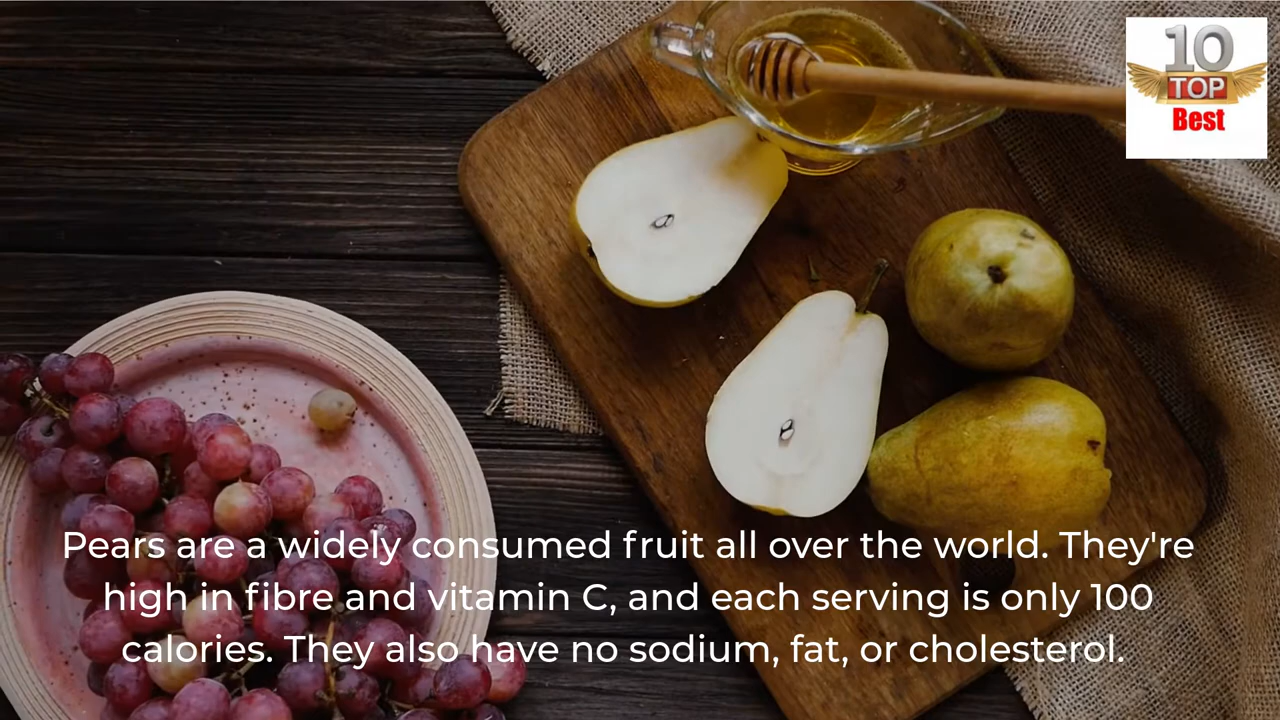 10
TOP
Best
Pears are a widely consumed fruit all over the world. They're
high in fibre and vitamin C, and each serving is only 100
calories. They also have no sodium, fat, or cholesterol.